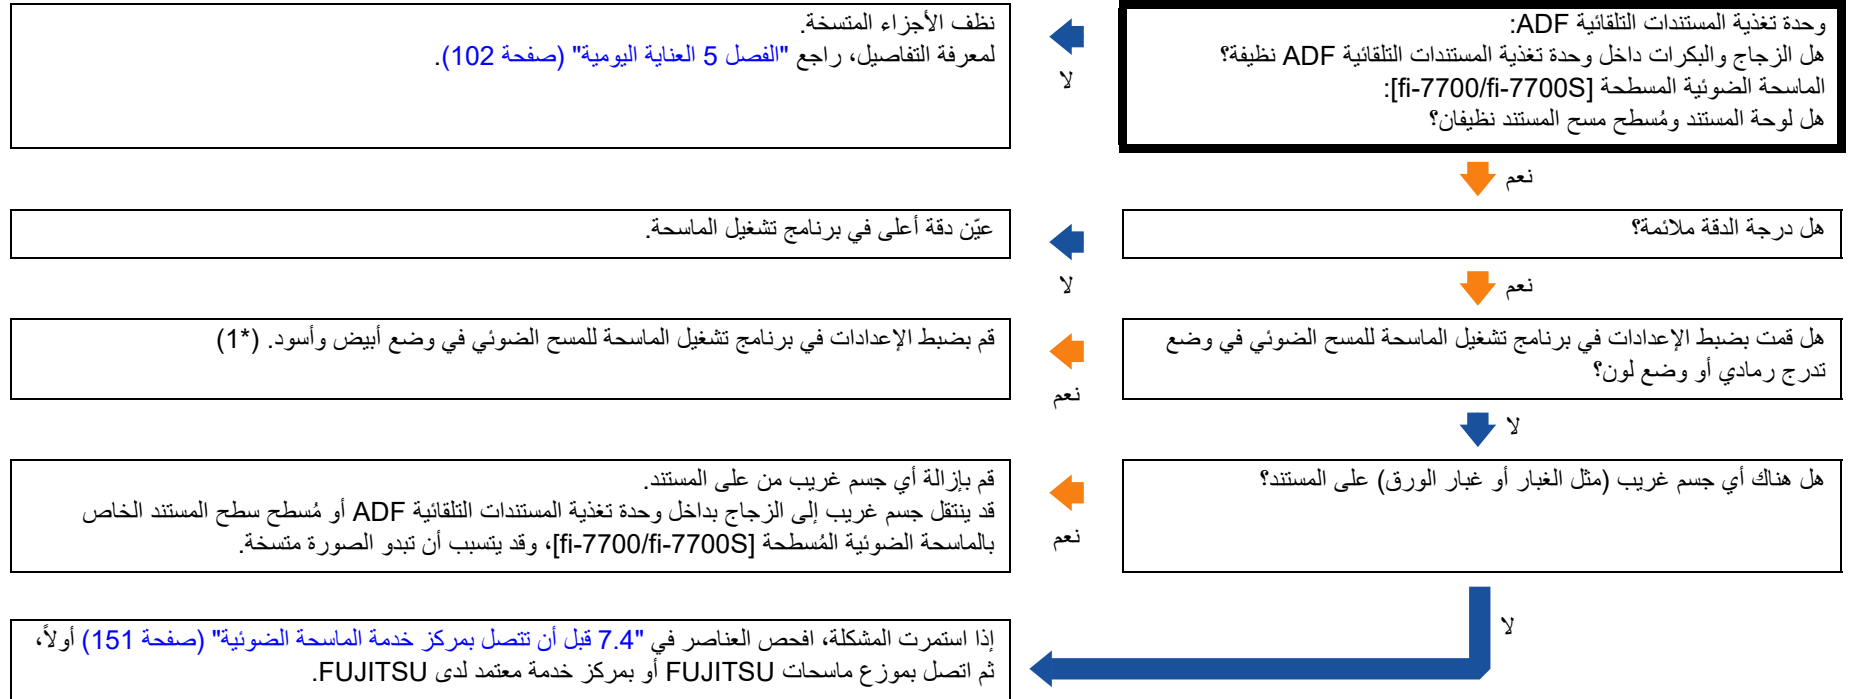 وحدة تغذية المستندات التلقائية ADF:
هل الزجاج والبكرات داخل وحدة تغذية المستندات التلقائية ADF نظيفة؟
الماسحة الضوئية المسطحة [fi-7700/fi-7700S]:
هل لوحة المستند ومُسطح مسح المستند نظيفان؟
لا
نظف الأجزاء المتسخة.
لمعرفة التفاصيل، راجع "الفصل 5 العناية اليومية" (صفحة 102).
نعم
هل درجة الدقة ملائمة؟
لا
عيّن دقة أعلى في برنامج تشغيل الماسحة.
نعم
هل قمت بضبط الإعدادات في برنامج تشغيل الماسحة للمسح الضوئي في وضع
تدرج رمادي أو وضع لون؟
نعم
قم بضبط الإعدادات في برنامج تشغيل الماسحة للمسح الضوئي في وضع أبيض وأسود. (*1)
لا
هل هناك أي جسم غريب (مثل الغبار أو غبار الورق) على المستند؟
نعم
قم بإزالة أي جسم غريب من على المستند.
قد ينتقل جسم غريب إلى الزجاج بداخل وحدة تغذية المستندات التلقائية ADF أو مُسطح سطح المستند الخاص
بالماسحة الضوئية المُسطحة [fi-7700/fi-7700S]، وقد يتسبب أن تبدو الصورة متسخة.
لا
إذا استمرت المشكلة، افحص العناصر في "7.4 قبل أن تتصل بمركز خدمة الماسحة الضوئية" (صفحة 151) أولاً،
ثم اتصل بموزع ماسحات FUJITSU أو بمركز خدمة معتمد لدى FUJITSU.